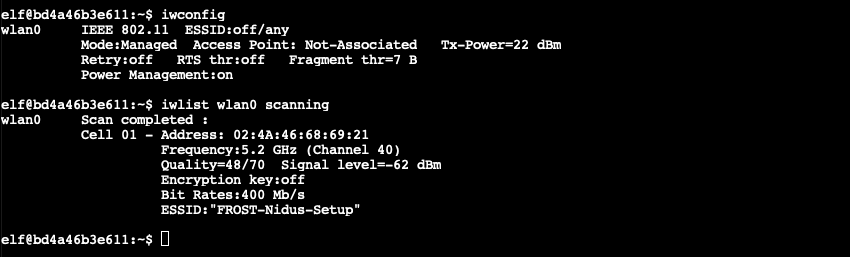 elf@bd4a46b3e611:~$ iwconfig
wlan0     IEEE 802.11  ESSID:off/any
          Mode:Managed  Access Point: Not-Associated   Tx-Power=22 dBm
          Retry:off   RTS thr:off   Fragment thr=7 B
          Power Management:on
elf@bd4a46b3e611:~$ iwlist wlan0 scanning
wlan0     Scan completed :
          Cell 01 - Address: 02:4A:46:68:69:21
                    Frequency:5.2 GHz (Channel 40)
                    Quality=48/70  Signal level=-62 dBm
                    Encryption key:off
                    Bit Rates:400 Mb/s
                    ESSID:"FROST-Nidus-Setup"
elf@bd4a46b3e611:~$